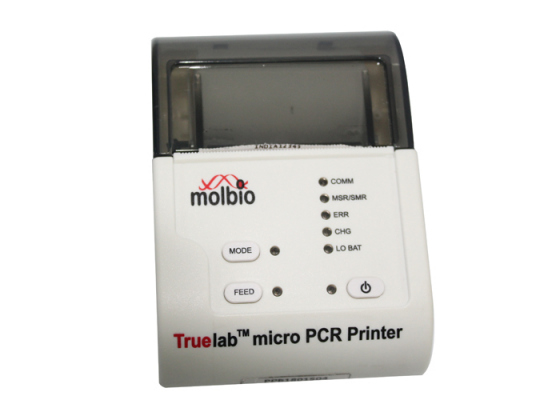 molbio
COMM
MSR/SMR
ERR
CHG
LO BAT
MODE
FEED
Truelab™ micro PCR Printer